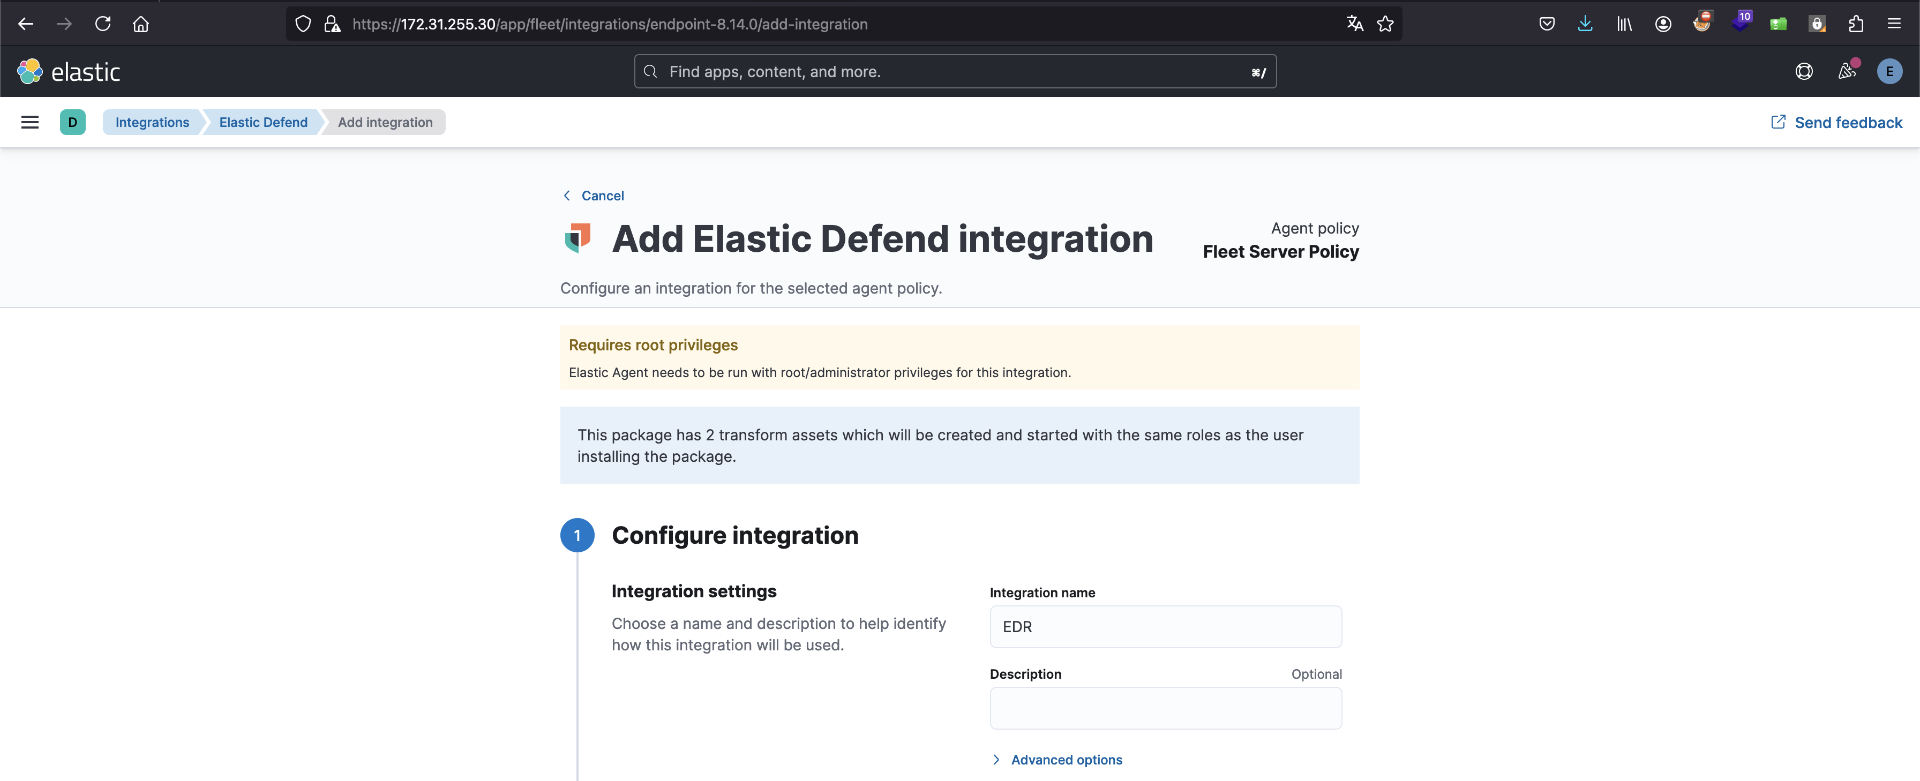 https://172.31.255.30/app/fleet/integrations/endpoint-8.14.0/add-integration
10
elastic
Find apps, content, and more.
⌘/
E
D
Integrations
Elastic Defend
Add integration
Send feedback
Cancel
Add Elastic Defend integration
Agent policy
Fleet Server Policy
Configure an integration for the selected agent policy.
Requires root privileges
Elastic Agent needs to be run with root/administrator privileges for this integration.
This package has 2 transform assets which will be created and started with the same roles as the user
installing the package.
1
Configure integration
Integration settings
Choose a name and description to help identify
how this integration will be used.
Integration name
EDR
Description
Optional
Advanced options